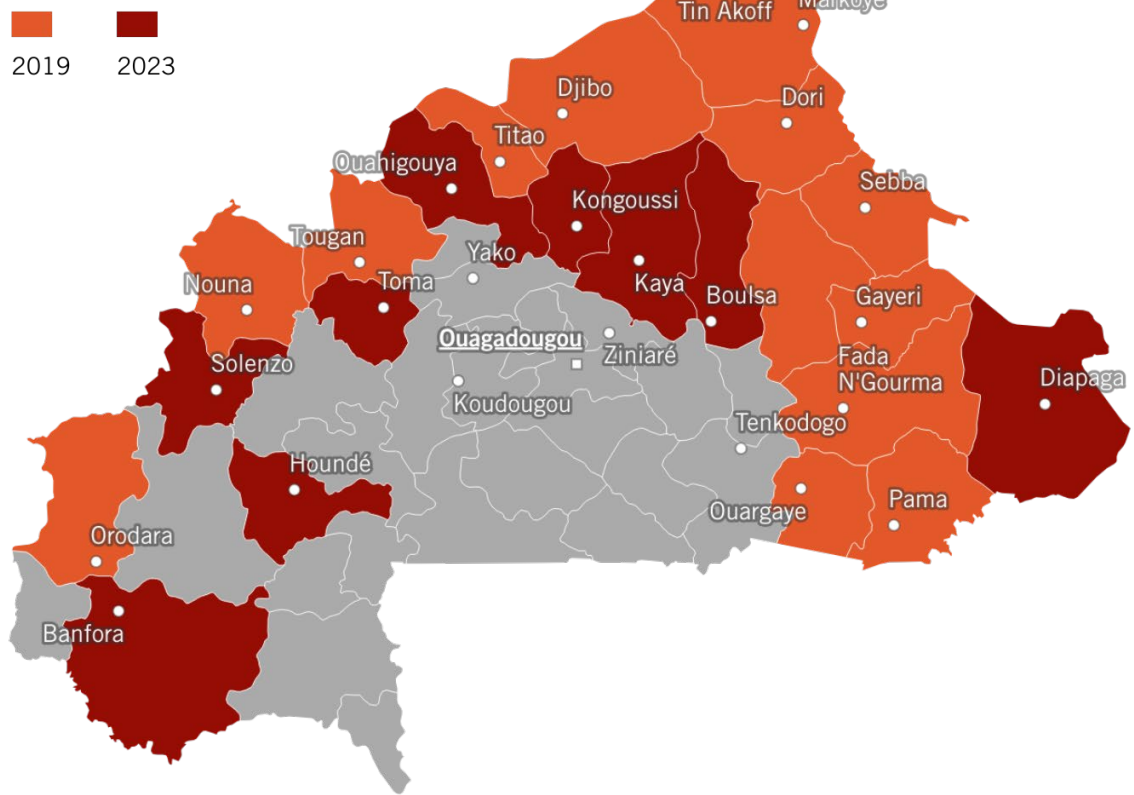 2019
2023
Tin Akoff
Markoye
Djibo
Dori
Titao
Ouahigouya
Sebba
Kongoussi
Tougan
Yako
Nouna
Toma
Kaya
Boulsa
Gayeri
Ouagadougou
Ziniaré
Solenzo
Fada
N'Gourma
Diapaga
Koudougou
Tenkodogo
Houndé
Ouargaye
Pama
Orodara
Banfora